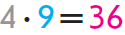 4 · 9 = 36